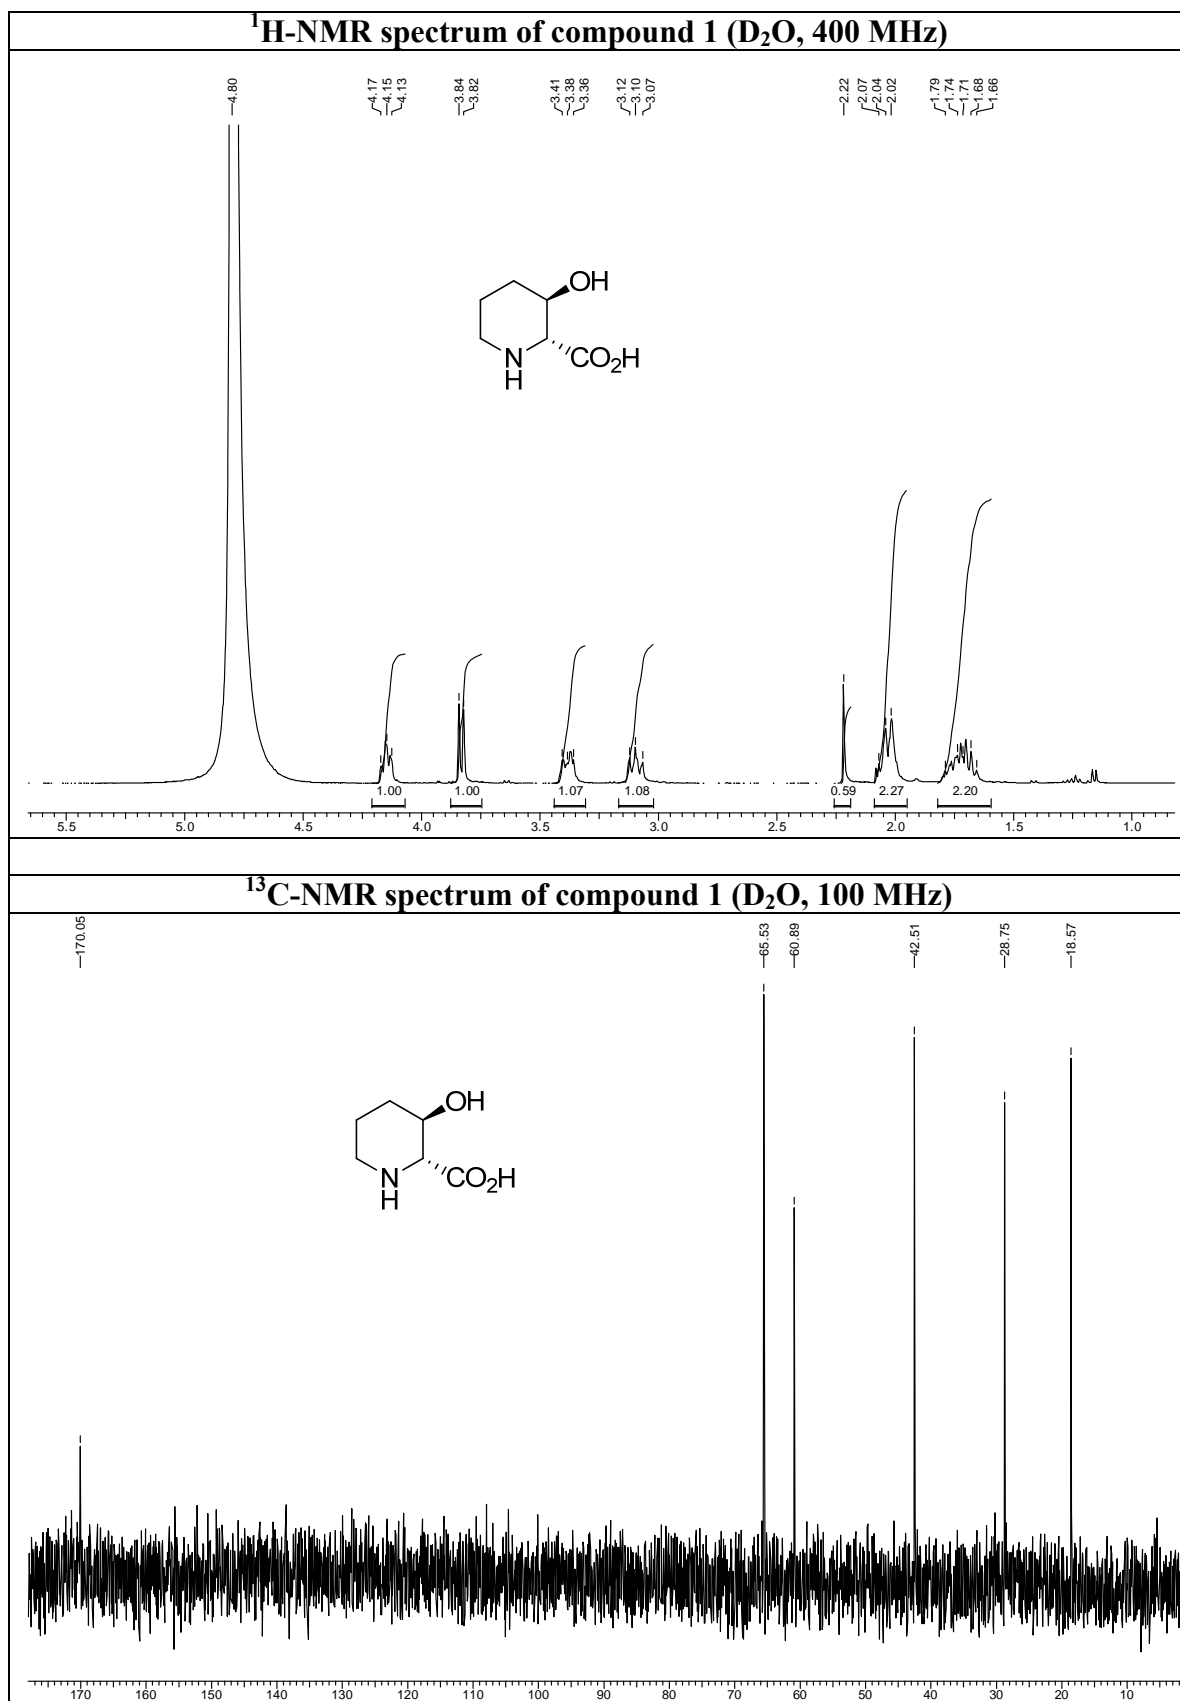 ¹H-NMR spectrum of compound 1 (D₂O, 400 MHz)
4.80
4.17
4.15
4.13
3.84
3.82
3.41
3.38
3.36
3.12
3.10
3.07
2.22
2.07
2.04
2.02
1.79
1.74
1.71
1.68
1.66
OH
N
H
CO₂H
1.00 1.00 1.07 1.08 0.59 2.27 2.20
5.5 5.0 4.5 4.0 3.5 3.0 2.5 2.0 1.5 1.0
¹³C-NMR spectrum of compound 1 (D₂O, 100 MHz)
170.05
65.53
60.89
42.51
28.75
18.57
OH
N
H
CO₂H
170 160 150 140 130 120 110 100 90 80 70 60 50 40 30 20 10